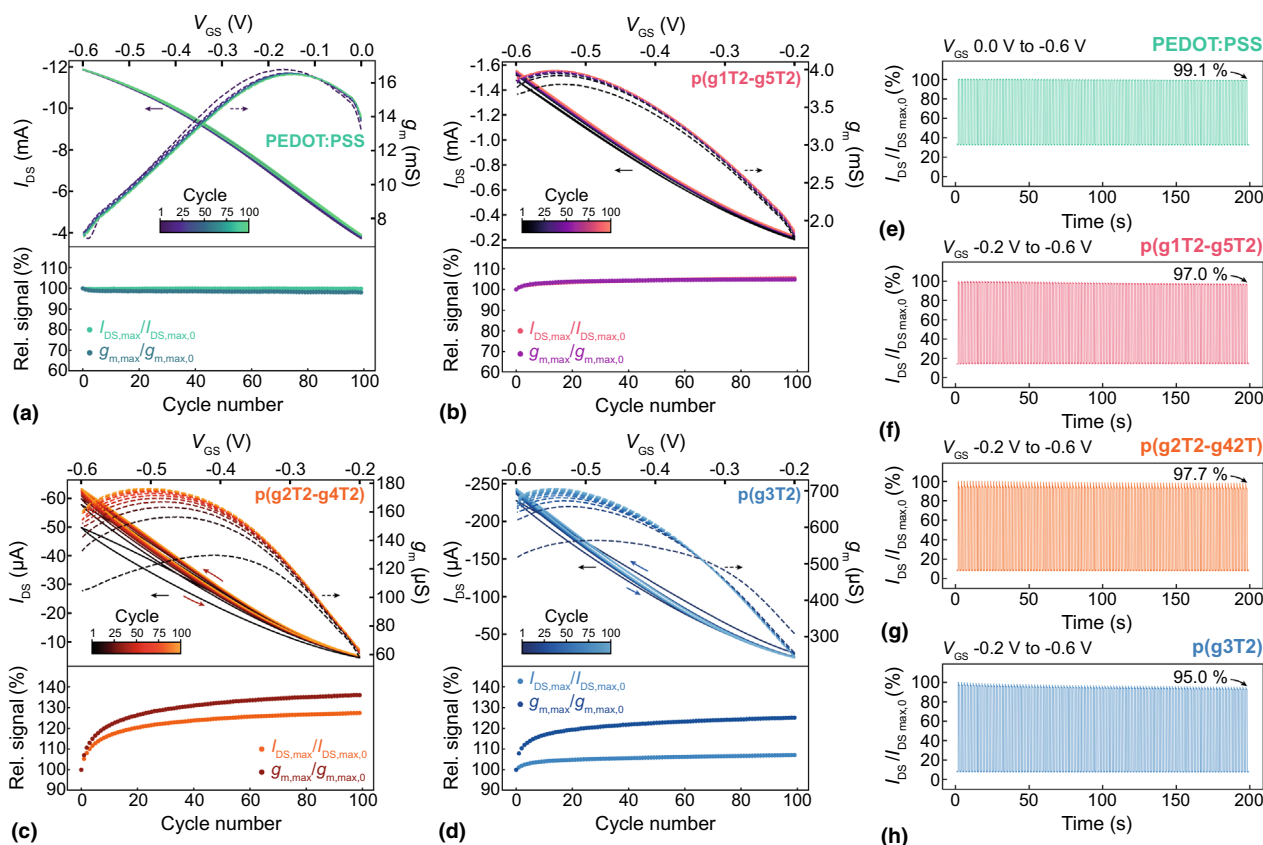 V_GS (V)
-0.6 -0.5 -0.4 -0.3 -0.2 -0.1 0.0
-12
-10
-8
-6
-4
I_DS (mA)
16
14
12
10
8
g_m (mS)
PEDOT:PSS
Cycle
1 25 50 75 100
Rel. signal (%)
100
90
80
70
60
I_DS,max/I_DS,max,0
g_m,max/g_m,max,0
0 20 40 60 80 100
Cycle number
(a)
V_GS (V)
-0.6 -0.5 -0.4 -0.3 -0.2
-1.6
-1.4
-1.2
-1.0
-0.8
-0.6
-0.4
-0.2
I_DS (mA)
4.0
3.5
3.0
2.5
2.0
g_m (mS)
p(g1T2-g5T2)
Cycle
1 25 50 75 100
Rel. signal (%)
110
100
90
80
70
60
I_DS,max/I_DS,max,0
g_m,max/g_m,max,0
0 20 40 60 80 100
Cycle number
(b)
V_GS (V)
-0.6 -0.5 -0.4 -0.3 -0.2
-60
-50
-40
-30
-20
-10
I_DS (µA)
180
160
140
120
100
80
60
g_m (µS)
p(g2T2-g4T2)
Cycle
1 25 50 75 100
Rel. signal (%)
140
130
120
110
100
90
I_DS,max/I_DS,max,0
g_m,max/g_m,max,0
0 20 40 60 80 100
Cycle number
(c)
V_GS (V)
-0.6 -0.5 -0.4 -0.3 -0.2
-250
-200
-150
-100
-50
I_DS (µA)
700
600
500
400
300
g_m (µS)
p(g3T2)
Cycle
1 25 50 75 100
Rel. signal (%)
140
130
120
110
100
90
I_DS,max/I_DS,max,0
g_m,max/g_m,max,0
0 20 40 60 80 100
Cycle number
(d)
V_GS 0.0 V to -0.6 V PEDOT:PSS
99.1 %
100
80
60
40
20
0
I_DS/I_DS max,0 (%)
0 50 100 150 200
Time (s)
(e)
V_GS -0.2 V to -0.6 V p(g1T2-g5T2)
97.0 %
100
80
60
40
20
0
I_DS/I_DS max,0 (%)
0 50 100 150 200
Time (s)
(f)
V_GS -0.2 V to -0.6 V p(g2T2-g42T)
97.7 %
100
80
60
40
20
0
I_DS/I_DS max,0 (%)
0 50 100 150 200
Time (s)
(g)
V_GS -0.2 V to -0.6 V p(g3T2)
95.0 %
100
80
60
40
20
0
I_DS/I_DS max,0 (%)
0 50 100 150 200
Time (s)
(h)